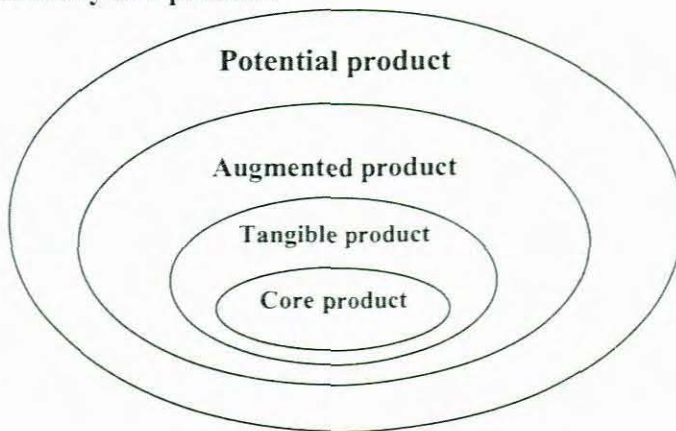 Potential product
Augmented product
Tangible product
Core product